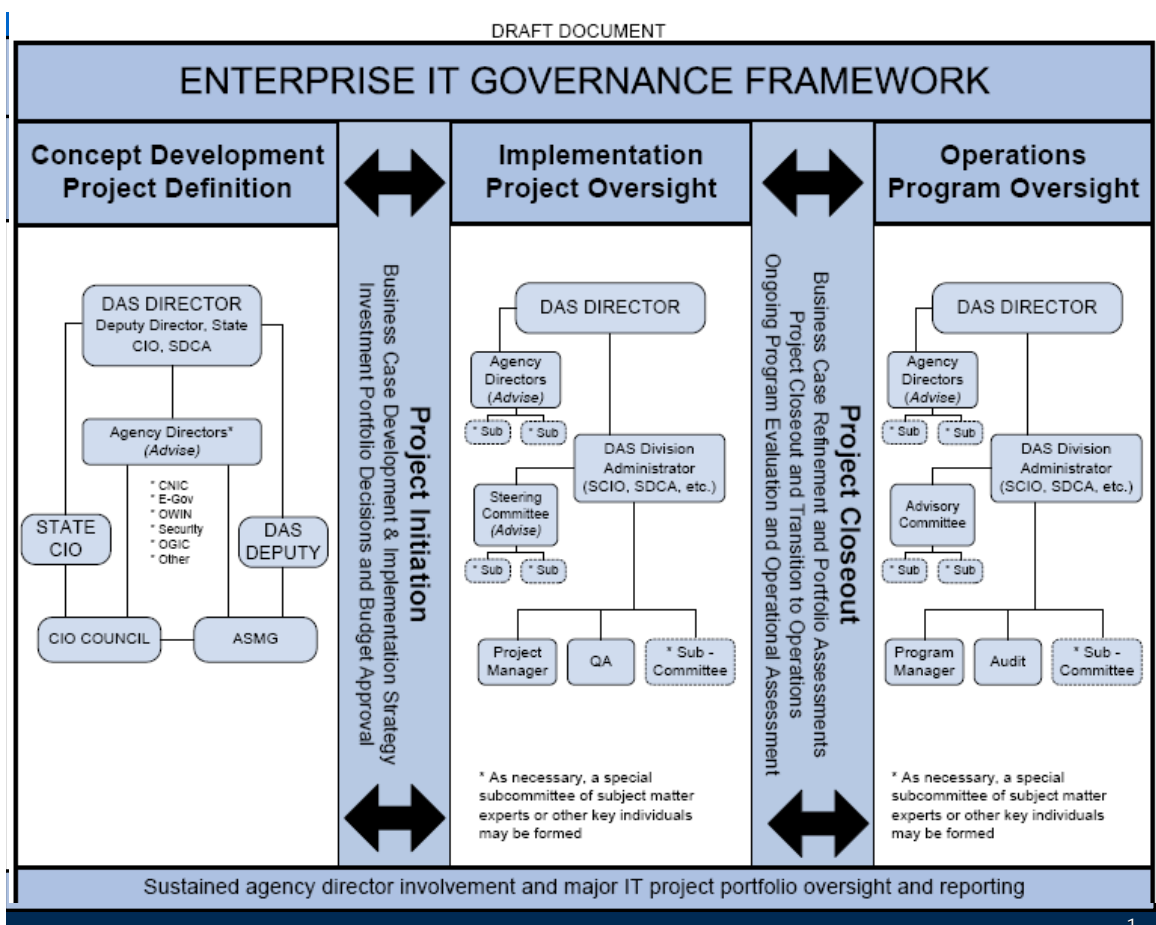 DRAFT DOCUMENT
ENTERPRISE IT GOVERNANCE FRAMEWORK
Concept Development
Project Definition
DAS DIRECTOR
Deputy Director, State
CIO, SDCA
Agency Directors*
(Advise)
* CNIC
* E-Gov
* OWIN
* Security
* OGIC
* Other
STATE
CIO
DAS
DEPUTY
CIO COUNCIL
ASMG
Project Initiation
Business Case Development & Implementation Strategy
Investment Portfolio Decisions and Budget Approval
Implementation
Project Oversight
DAS DIRECTOR
Agency
Directors
(Advise)
* Sub
* Sub
DAS Division
Administrator
(SCIO, SDCA, etc.)
Steering
Committee
(Advise)
* Sub
* Sub
Project
Manager
QA
* Sub -
Committee
* As necessary, a special
subcommittee of subject matter
experts or other key individuals
may be formed
Project Closeout
Business Case Refinement and Portfolio Assessments
Project Closeout and Transition to Operations
Ongoing Program Evaluation and Operational Assessment
Operations
Program Oversight
DAS DIRECTOR
Agency
Directors
(Advise)
* Sub
* Sub
DAS Division
Administrator
(SCIO, SDCA, etc.)
Advisory
Committee
* Sub
* Sub
Program
Manager
Audit
* Sub -
Committee
* As necessary, a special
subcommittee of subject matter
experts or other key individuals
may be formed
Sustained agency director involvement and major IT project portfolio oversight and reporting
1